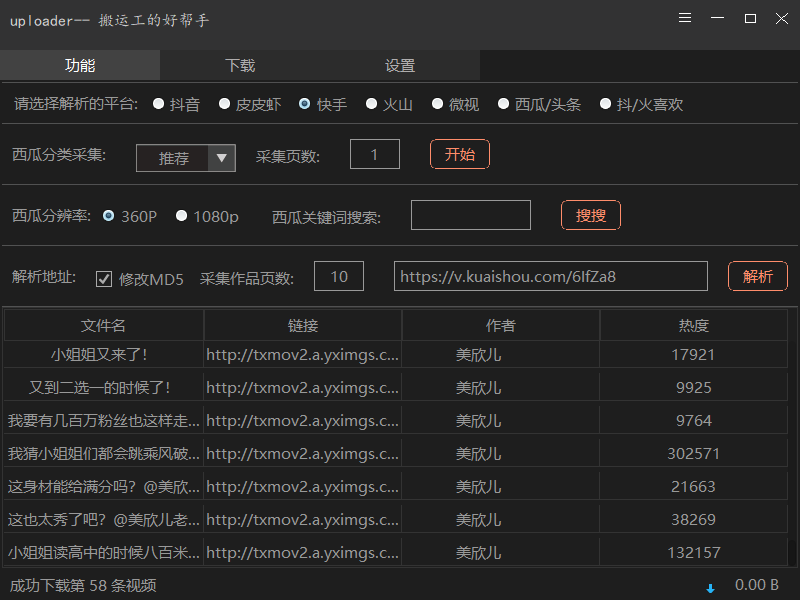 uploader-- 搬运工的好帮手
功能 下载 设置
请选择解析的平台: 抖音 皮皮虾 快手 火山 微视 西瓜/头条 抖/火喜欢
西瓜分类采集: 推荐 采集页数: 1 开始
西瓜分辨率: 360P 1080p 西瓜关键词搜索: 搜搜
解析地址: 修改MD5 采集作品页数: 10 https://v.kuaishou.com/6lfZa8 解析
文件名 链接 作者 热度
小姐姐又来了! http://txmov2.a.yximgs.c... 美欣儿 17921
又到二选一的时候了! http://txmov2.a.yximgs.c... 美欣儿 9925
我要有几百万粉丝也这样走... http://txmov2.a.yximgs.c... 美欣儿 9764
我猜小姐姐们都会跳乘风破... http://txmov2.a.yximgs.c... 美欣儿 302571
这身材能给满分吗? @美欣... http://txmov2.a.yximgs.c... 美欣儿 21663
这也太秀了吧? @美欣儿老... http://txmov2.a.yximgs.c... 美欣儿 38269
小姐姐读高中的时候八百米... http://txmov2.a.yximgs.c... 美欣儿 132157
成功下载第 58 条视频 0.00 B